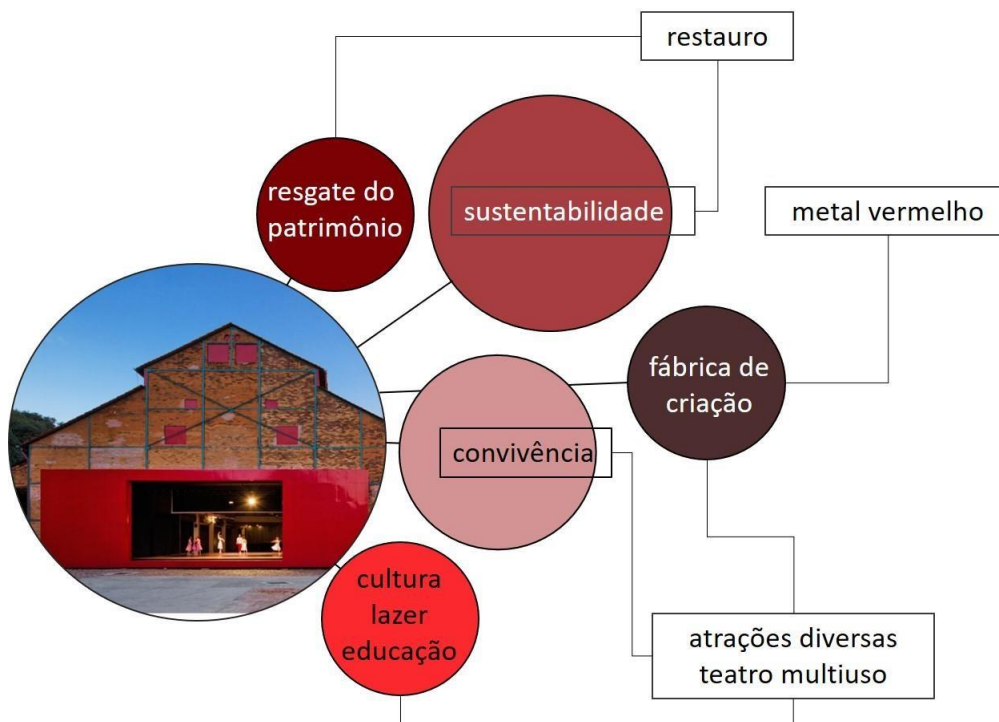 restauro
resgate do
patrimônio
sustentabilidade
metal vermelho
fábrica de
criação
convivência
cultura
lazer
educação
atrações diversas
teatro multiuso